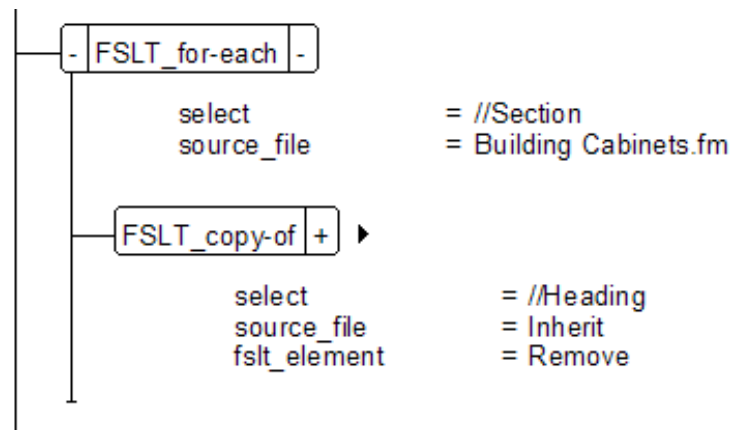 - FSLT_for-each -
select = //Section
source_file = Building Cabinets.fm
FSLT_copy-of +
select = //Heading
source_file = Inherit
fslt_element = Remove